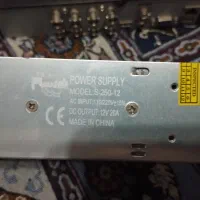 POWER SUPPLY
MODEL:S-250-12
DC OUTPUT: 12V 20A
MADE IN CHINA